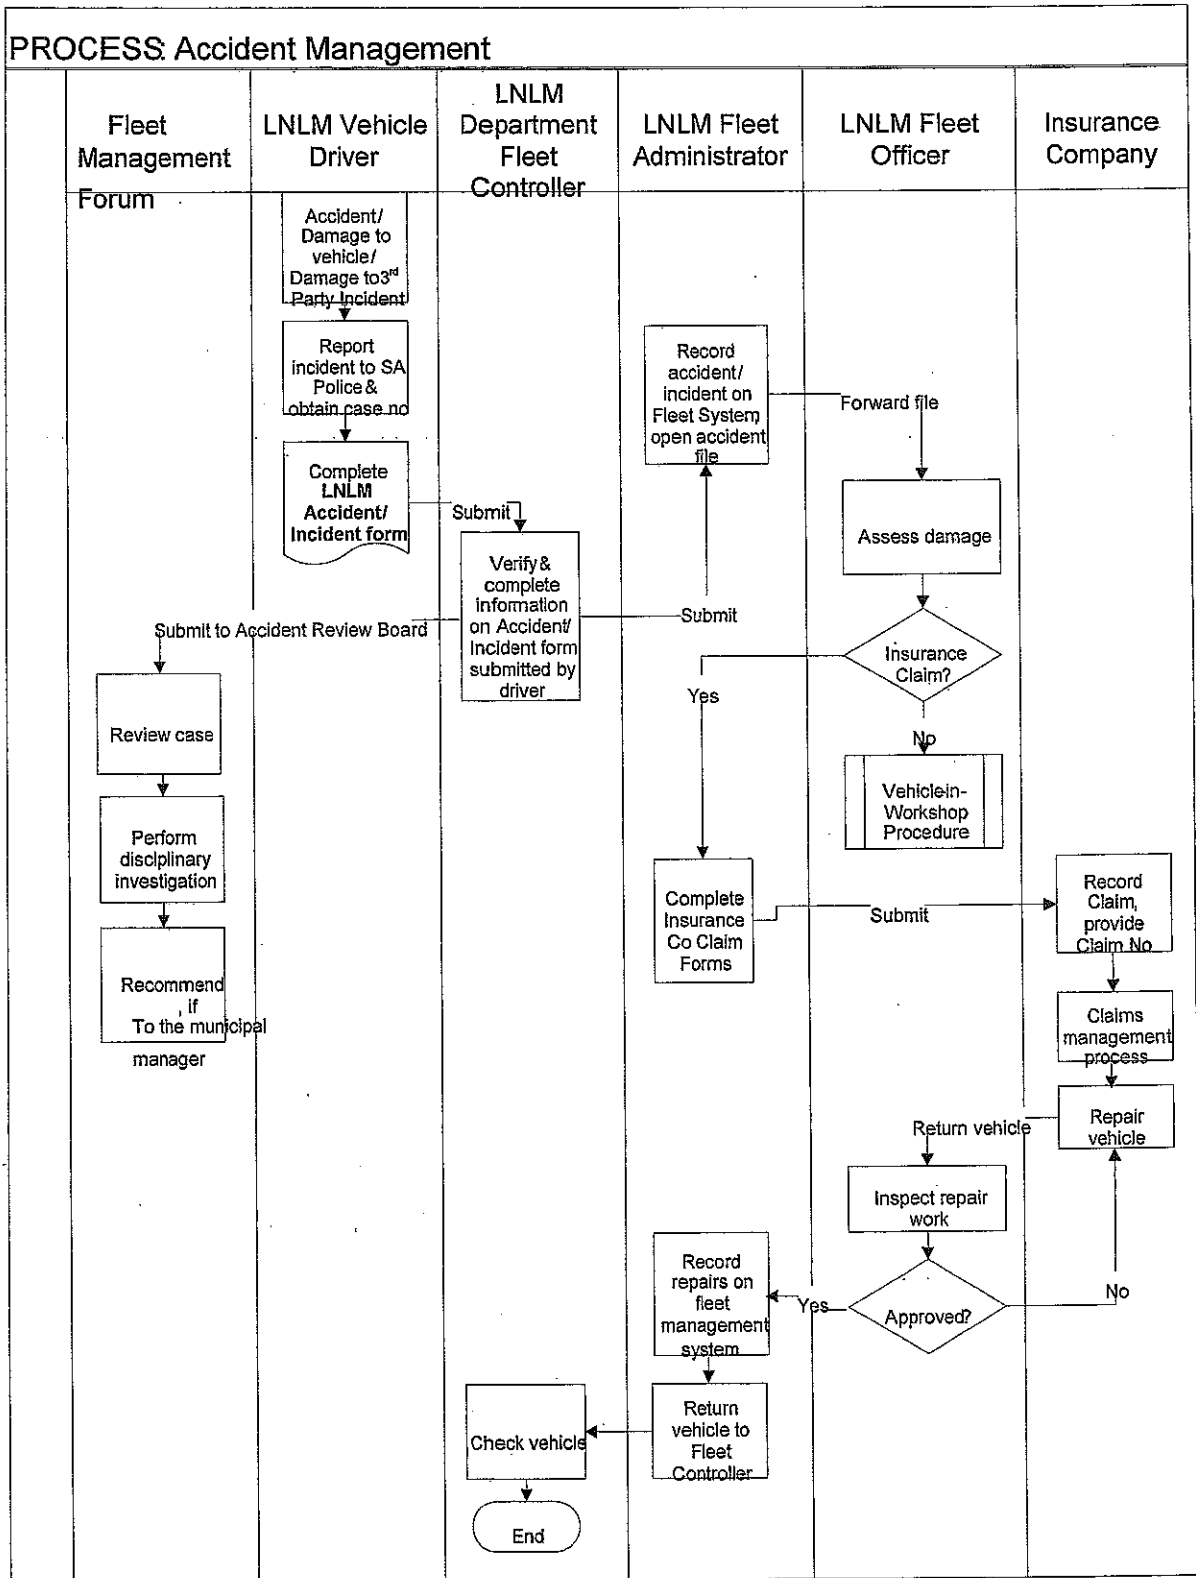 PROCESS: Accident Management
Fleet
Management
Forum
LNLM Vehicle
Driver
LNLM
Department
Fleet
Controller
LNLM Fleet
Administrator
LNLM Fleet
Officer
Insurance
Company
Accident/
Damage to
vehicle/
Damage to3rd
Party Incident
Report
incident to SA
Police &
obtain case no
Complete
LNLM
Accident/
Incident form
Submit
Verify &
complete
information
on Accident/
Incident form
submitted by
driver
Submit
Record
accident/
incident on
Fleet System,
open accident
file
Forward file
Assess damage
Insurance
Claim?
Yes
No
Vehiclein-
Workshop
Procedure
Submit to Accident Review Board
Review case
Perform
disciplinary
investigation
Recommend
, if
To the municipal
manager
Complete
Insurance
Co Claim
Forms
Submit
Record
Claim,
provide
Claim No
Claims
management
process
Repair
vehicle
Return vehicle
Inspect repair
work
Approved?
No
Yes
Record
repairs on
fleet
management
system
Return
vehicle to
Fleet
Controller
Check vehicle
End